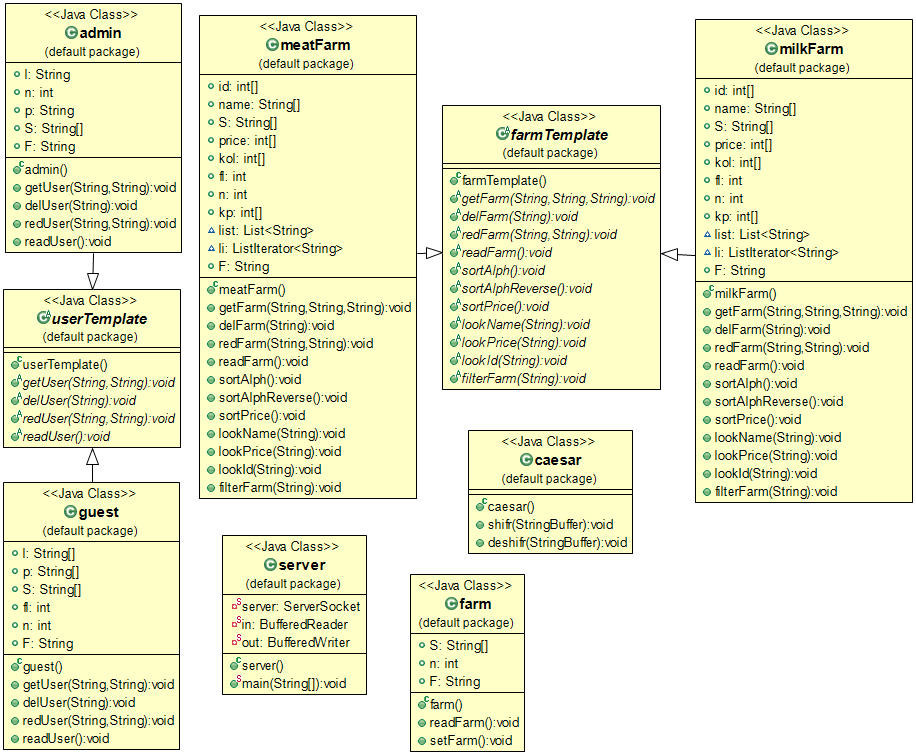 <<Java Class>>
admin
(default package)
l: String
n: int
p: String
S: String[]
F: String
admin()
getUser(String,String):void
delUser(String):void
redUser(String,String):void
readUser():void
<<Java Class>>
userTemplate
(default package)
userTemplate()
getUser(String,String):void
delUser(String):void
redUser(String,String):void
readUser():void
<<Java Class>>
guest
(default package)
l: String[]
p: String[]
S: String[]
fl: int
n: int
F: String
guest()
getUser(String,String):void
delUser(String):void
redUser(String,String):void
readUser():void
<<Java Class>>
meatFarm
(default package)
id: int[]
name: String[]
S: String[]
price: int[]
kol: int[]
fl: int
n: int
kp: int[]
list: List<String>
li: ListIterator<String>
F: String
meatFarm()
getFarm(String,String,String):void
delFarm(String):void
redFarm(String,String):void
readFarm():void
sortAlph():void
sortAlphReverse():void
sortPrice():void
lookName(String):void
lookPrice(String):void
lookId(String):void
filterFarm(String):void
<<Java Class>>
server
(default package)
server: ServerSocket
in: BufferedReader
out: BufferedWriter
server()
main(String[]):void
<<Java Class>>
farmTemplate
(default package)
farmTemplate()
getFarm(String,String,String):void
delFarm(String):void
redFarm(String,String):void
readFarm():void
sortAlph():void
sortAlphReverse():void
sortPrice():void
lookName(String):void
lookPrice(String):void
lookId(String):void
filterFarm(String):void
<<Java Class>>
caesar
(default package)
caesar()
shifr(StringBuffer):void
deshifr(StringBuffer):void
<<Java Class>>
farm
(default package)
S: String[]
n: int
F: String
farm()
readFarm():void
setFarm():void
<<Java Class>>
milkFarm
(default package)
id: int[]
name: String[]
S: String[]
price: int[]
kol: int[]
fl: int
n: int
kp: int[]
list: List<String>
li: ListIterator<String>
F: String
milkFarm()
getFarm(String,String,String):void
delFarm(String):void
redFarm(String,String):void
readFarm():void
sortAlph():void
sortAlphReverse():void
sortPrice():void
lookName(String):void
lookPrice(String):void
lookId(String):void
filterFarm(String):void